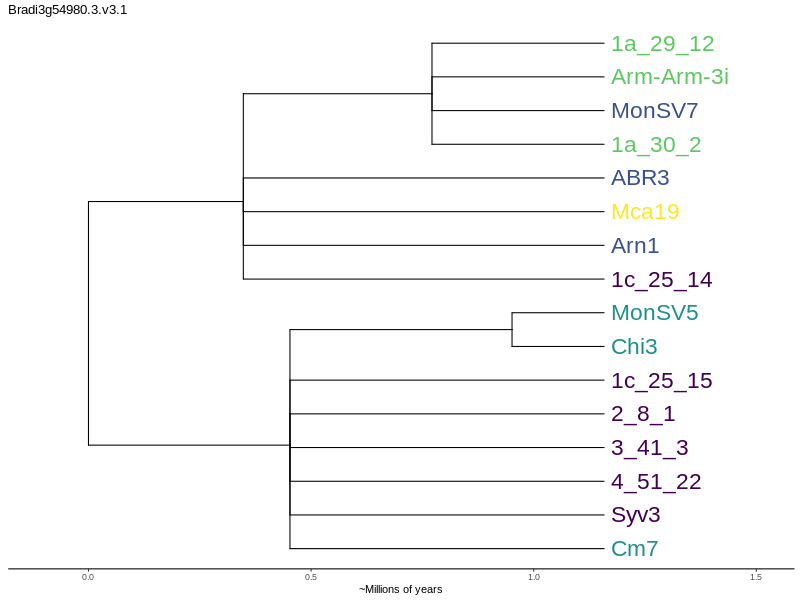 Bradi3g54980.3.v3.1
1a_29_12
Arm-Arm-3i
MonSV7
1a_30_2
ABR3
Mca19
Arn1
1c_25_14
MonSV5
Chi3
1c_25_15
2_8_1
3_41_3
4_51_22
Syv3
Cm7
0.0 0.5 1.0 1.5
~Millions of years